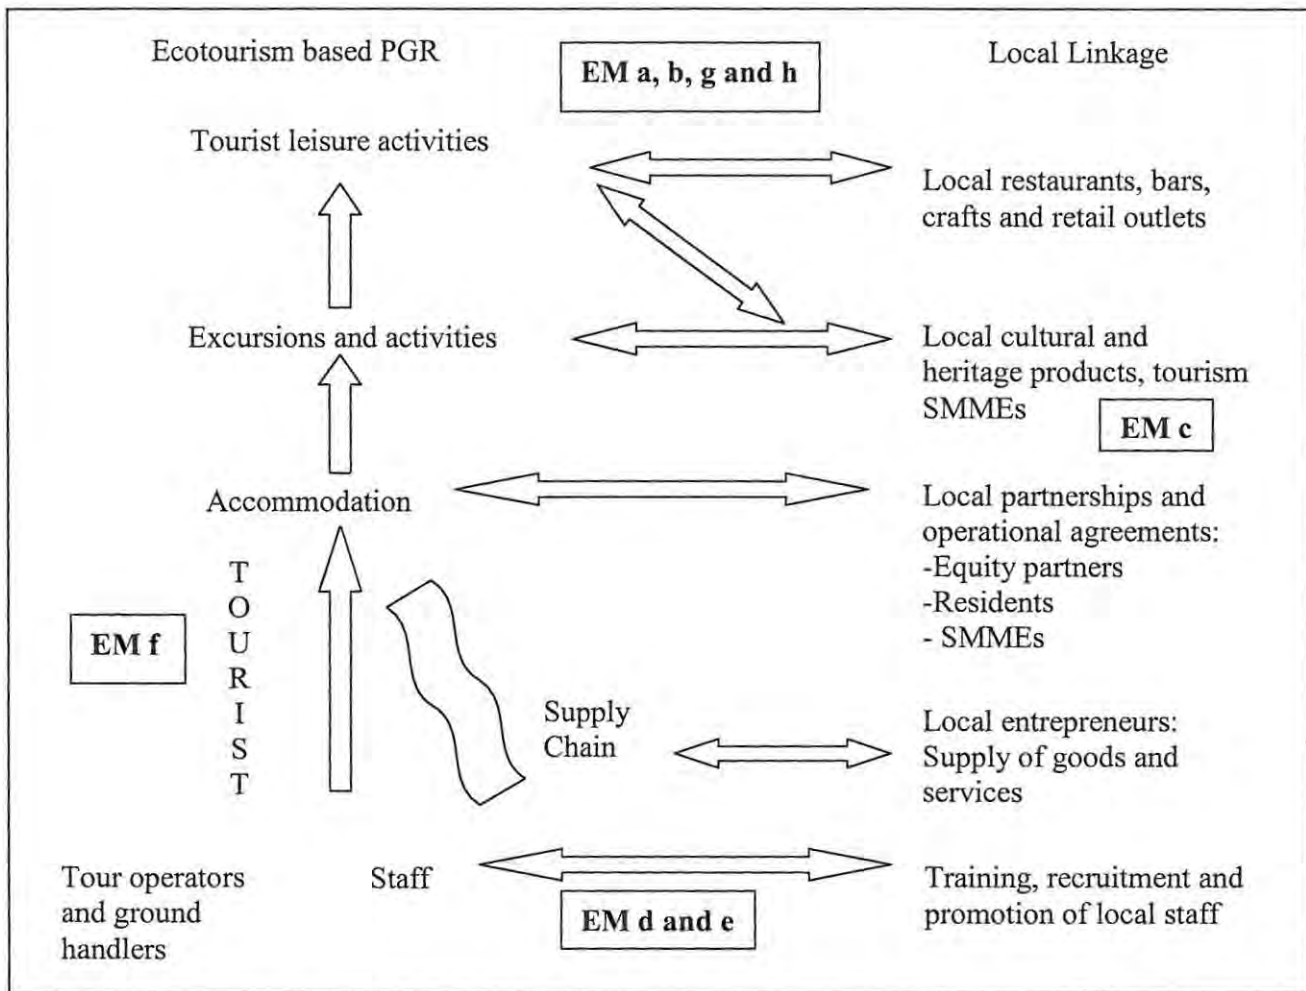 Ecotourism based PGR
EM a, b, g and h
Local Linkage
Tourist leisure activities
Local restaurants, bars,
crafts and retail outlets
Excursions and activities
Local cultural and
heritage products, tourism
SMMEs
EM c
Accommodation
Local partnerships and
operational agreements:
-Equity partners
-Residents
- SMMEs
T
O
U
R
I
S
T
EM f
Supply
Chain
Local entrepreneurs:
Supply of goods and
services
Tour operators
and ground
handlers
Staff
EM d and e
Training, recruitment and
promotion of local staff